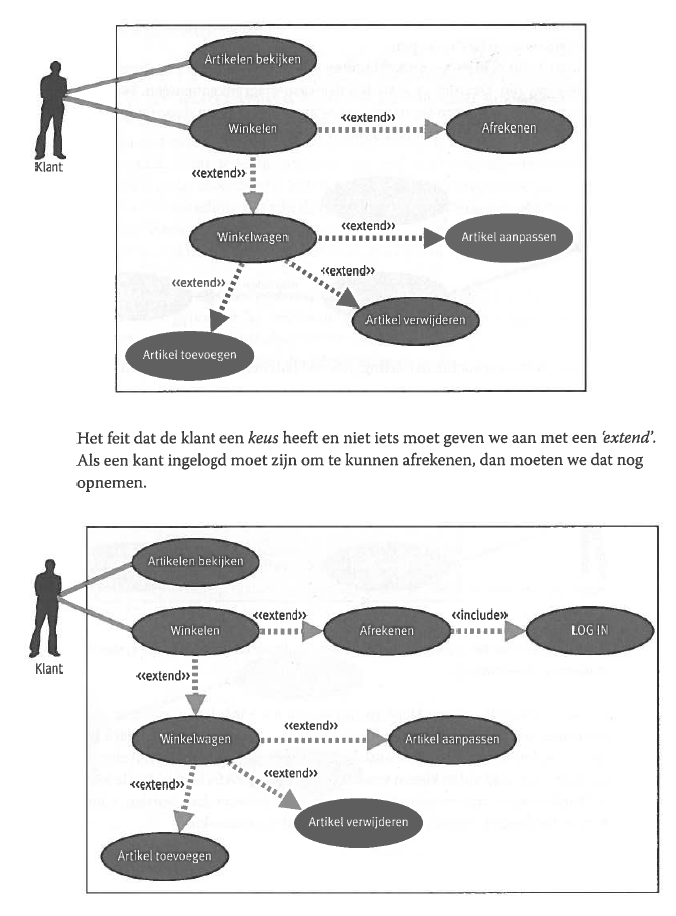 Artikelen bekijken
Winkelen
‹‹extend››
Afrekenen
Klant
‹‹extend››
Winkelwagen
‹‹extend››
Artikel aanpassen
‹‹extend››
‹‹extend››
Artikel verwijderen
Artikel toevoegen
Het feit dat de klant een keus heeft en niet iets moet geven we aan met een ‘extend’.
Als een kant ingelogd moet zijn om te kunnen afrekenen, dan moeten we dat nog
opnemen.
Artikelen bekijken
Winkelen
‹‹extend››
Afrekenen
‹‹include››
LOG IN
Klant
‹‹extend››
Winkelwagen
‹‹extend››
Artikel aanpassen
‹‹extend››
‹‹extend››
Artikel verwijderen
Artikel toevoegen